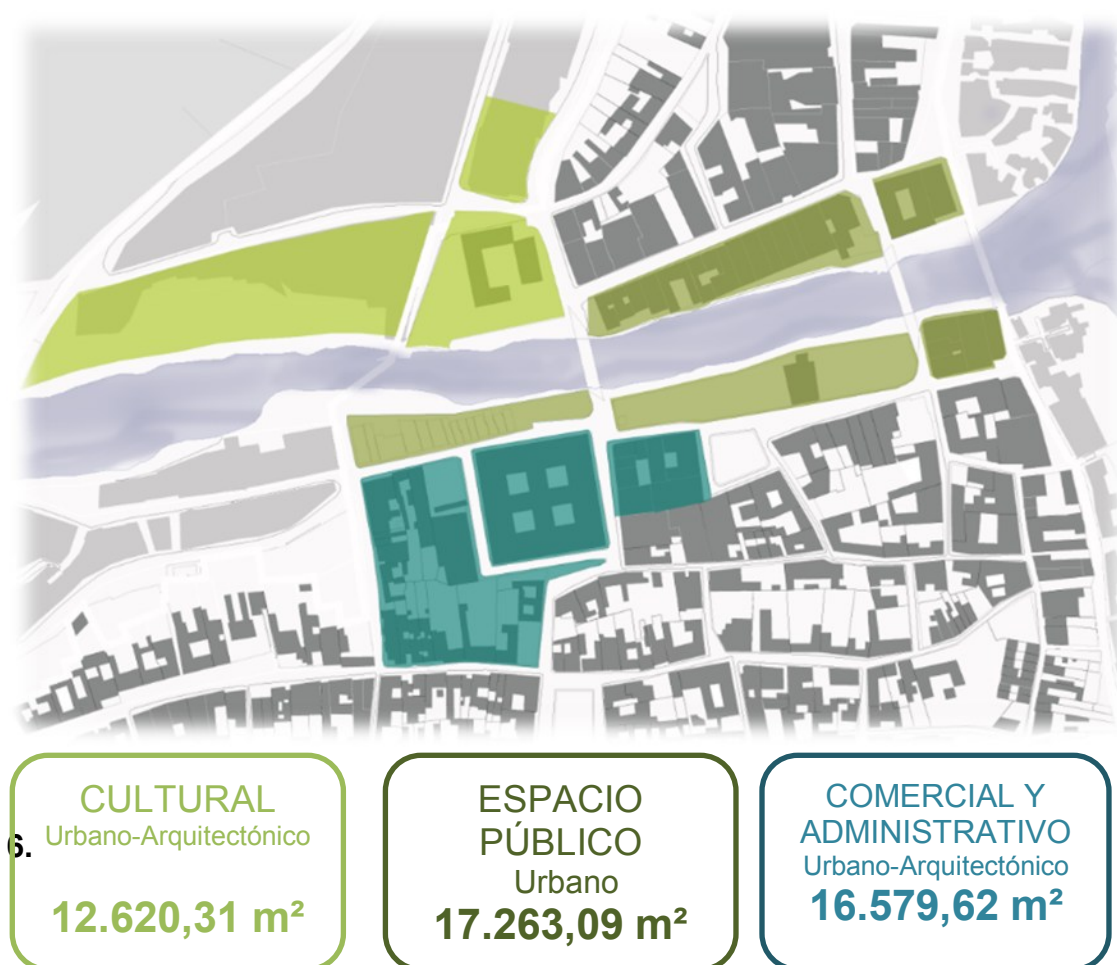 CULTURAL
Urbano-Arquitectónico
6.
12.620,31 m²
ESPACIO
PÚBLICO
Urbano
17.263,09 m²
COMERCIAL Y
ADMINISTRATIVO
Urbano-Arquitectónico
16.579,62 m²